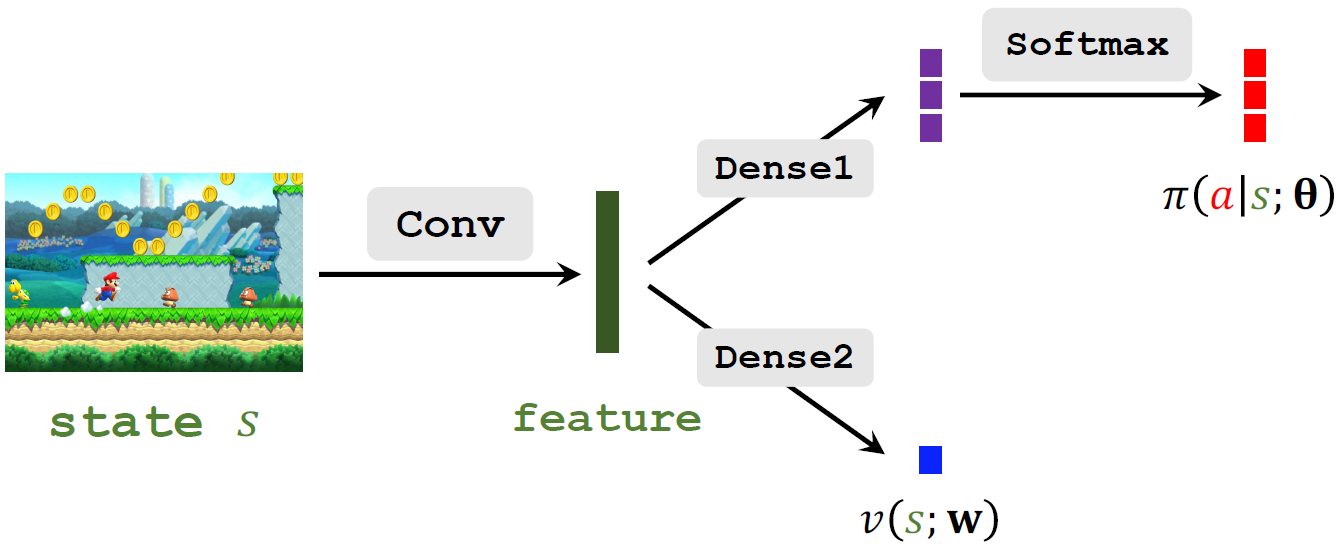 Softmax
Dense1
π(a|s; θ)
Conv
Dense2
state s
feature
v(s; w)